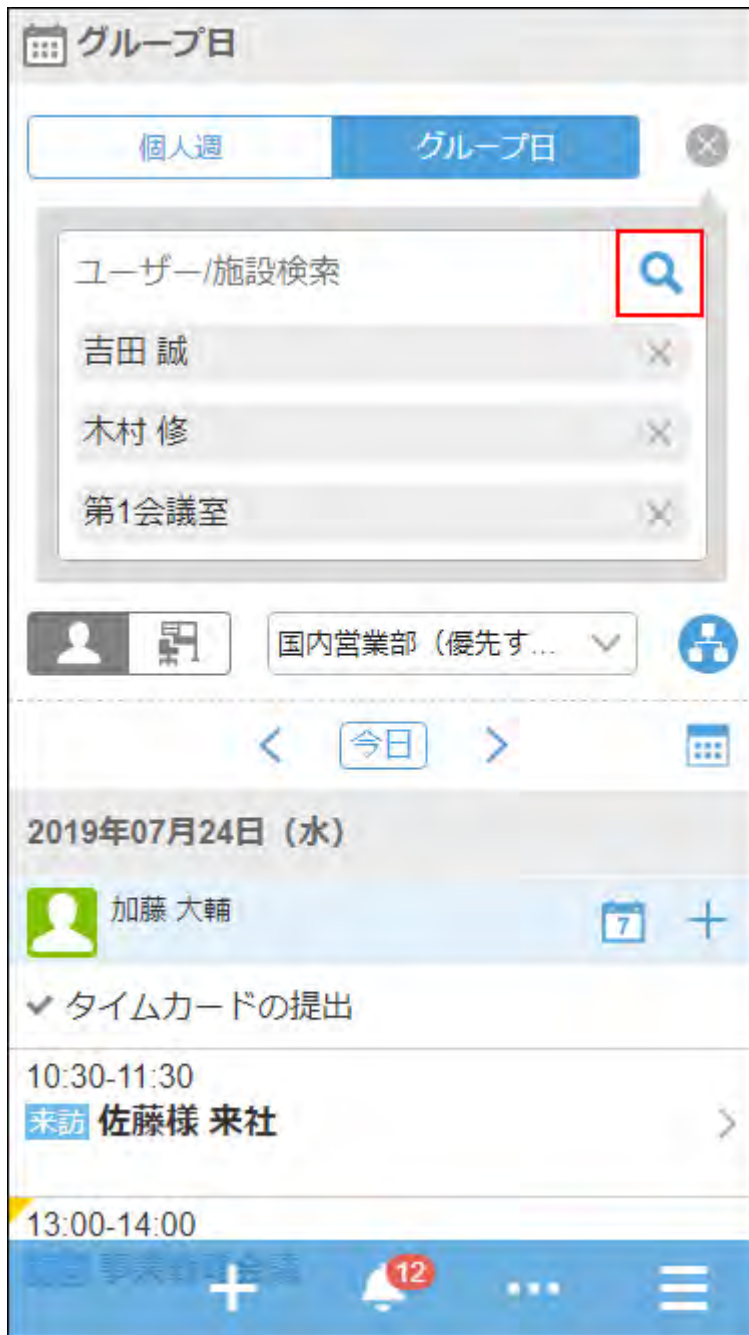 グループ日
個人週 グループ日
ユーザー/施設検索
吉田 誠
木村 修
第1会議室
国内営業部（優先す...
今日
2019年07月24日（水）
加藤 大輔
7
タイムカードの提出
10:30-11:30
来訪 佐藤様 来社
13:00-14:00
12